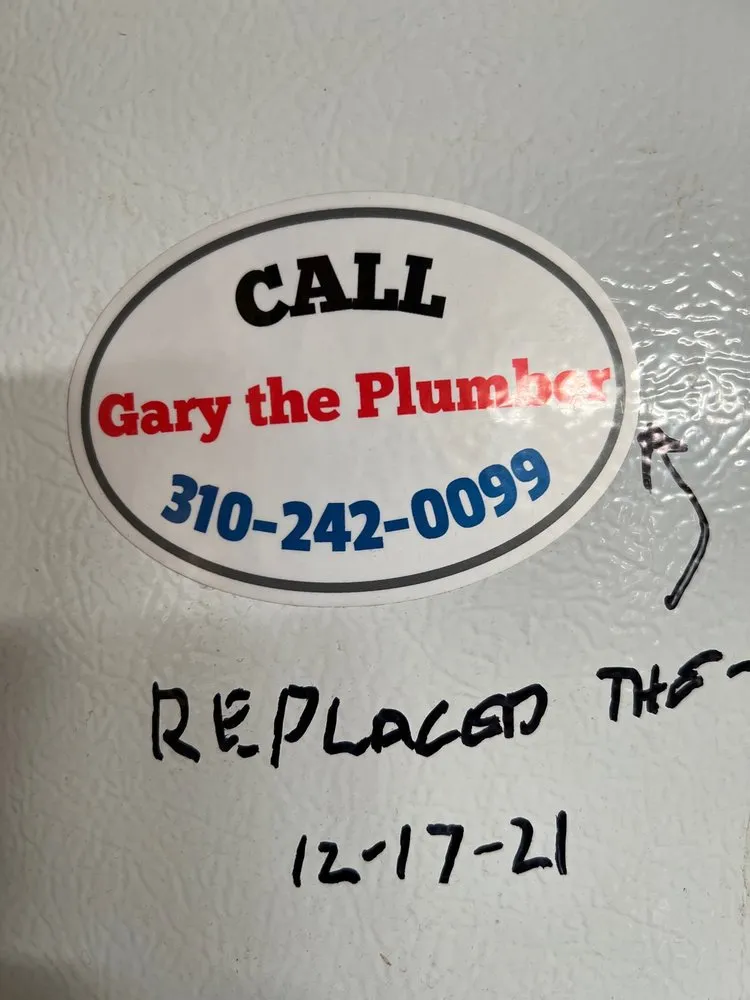 CALL
Gary the Plumber
310-242-0099
REPLACED THE
12-17-21